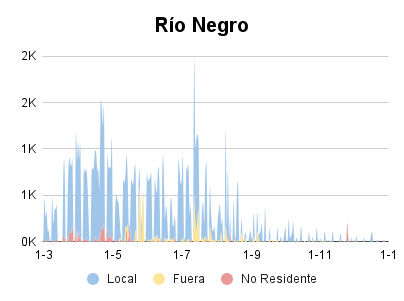 Río Negro
2K
2K
1K
1K
0K
1-3 1-5 1-7 1-9 1-11 1-1
Local Fuera No Residente